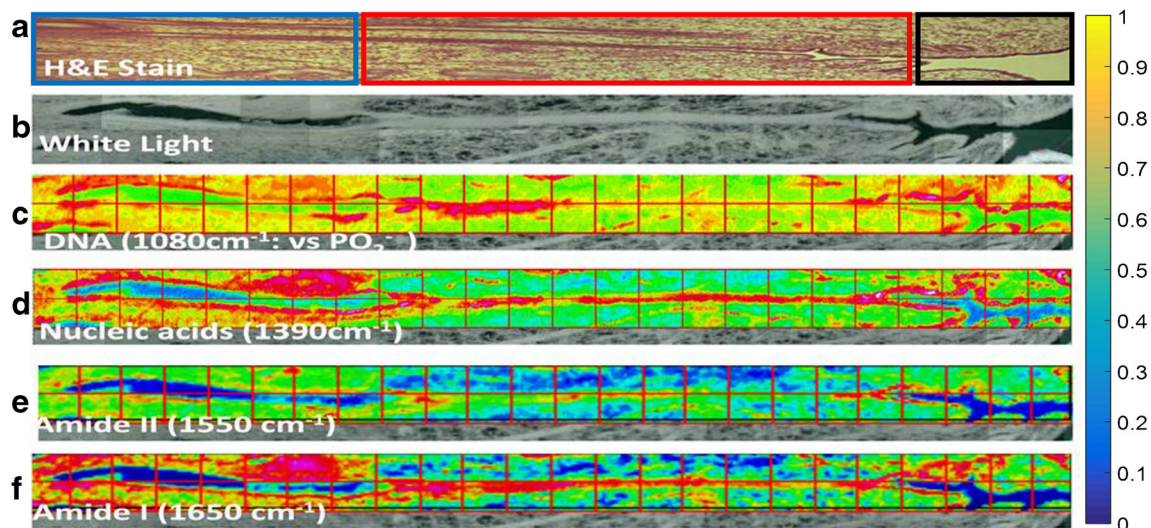 a
H&E Stain
b
White Light
c
DNA (1080cm⁻¹: vs PO₂⁻ )
d
Nucleic acids (1390cm⁻¹)
e
Amide II (1550 cm⁻¹)
f
Amide I (1650 cm⁻¹)
1
0.9
0.8
0.7
0.6
0.5
0.4
0.3
0.2
0.1
0